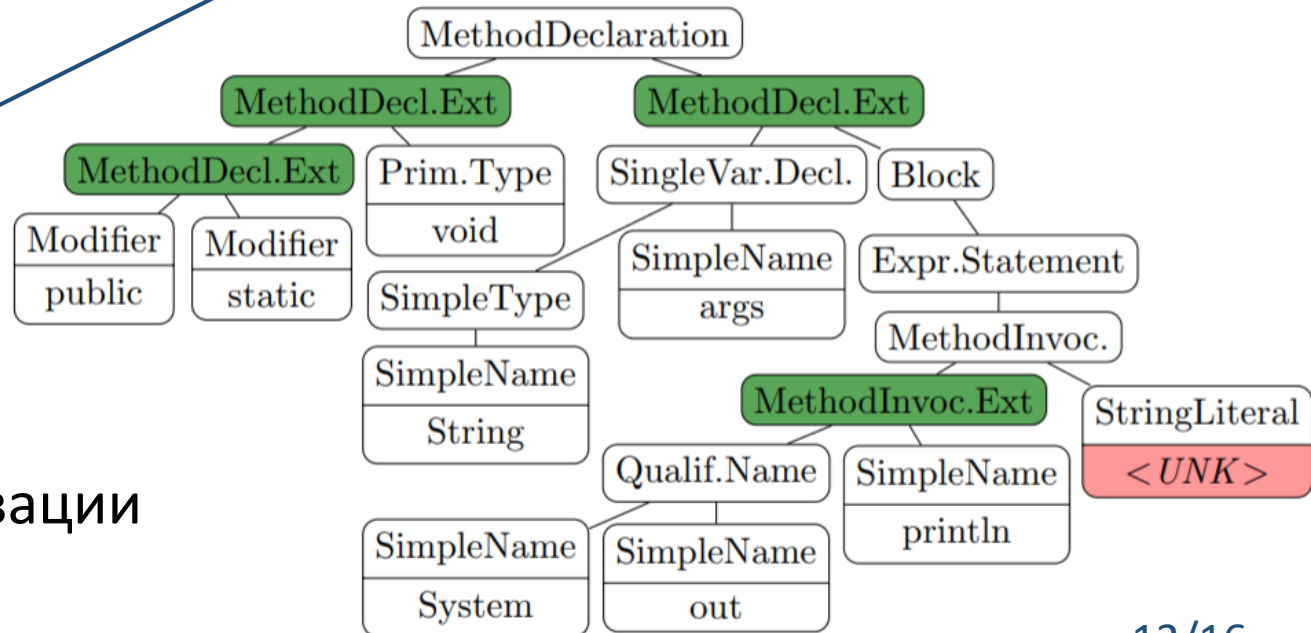 MethodDeclaration
MethodDecl.Ext
MethodDecl.Ext
MethodDecl.Ext
Prim.Type
void
SingleVar.Decl.
Block
Modifier
public
Modifier
static
SimpleType
SimpleName
args
Expr.Statement
MethodInvoc.
SimpleName
String
MethodInvoc.Ext
StringLiteral
<UNK>
Qualif.Name
SimpleName
println
зации
SimpleName
System
SimpleName
out